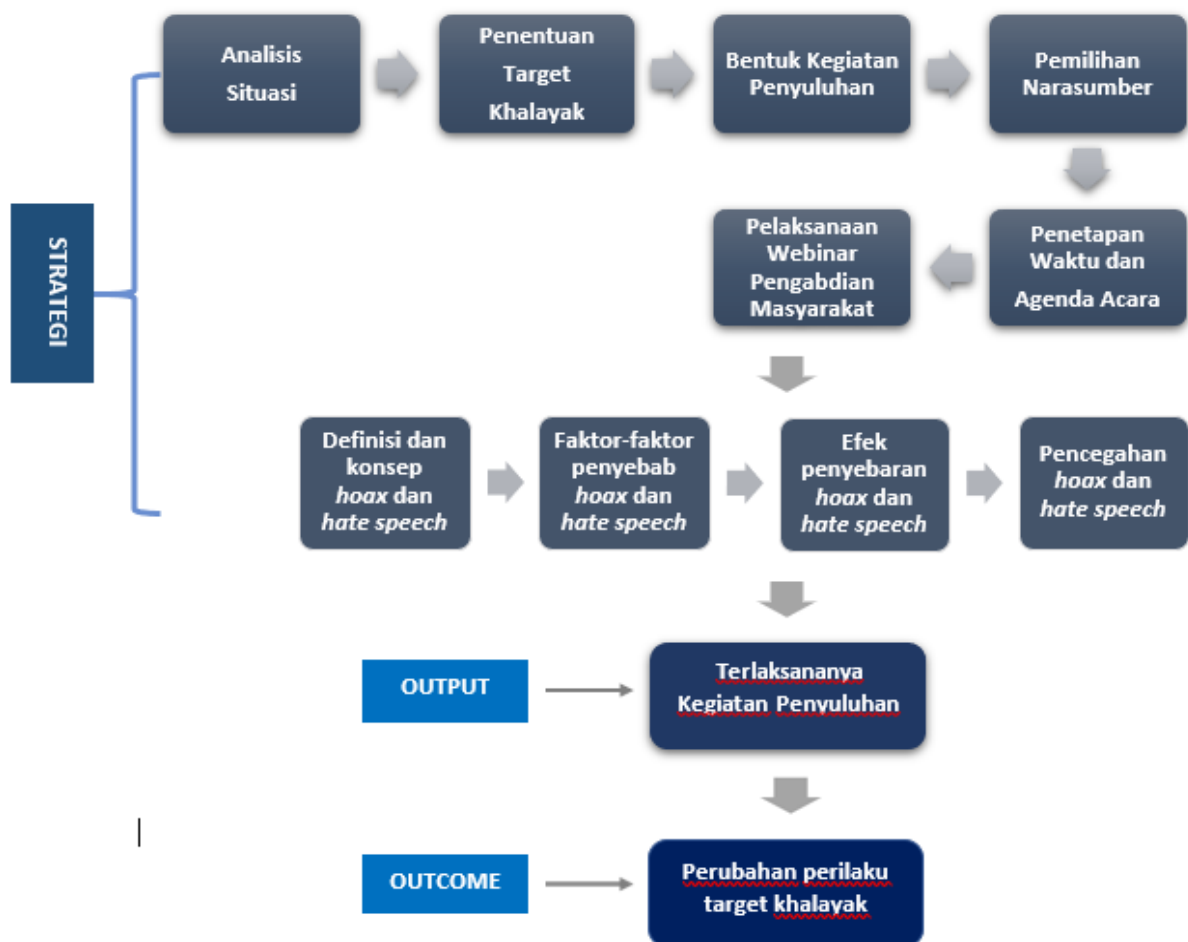 STRATEGI
Analisis
Situasi
Penentuan
Target
Khalayak
Bentuk Kegiatan
Penyuluhan
Pemilihan
Narasumber
Penetapan
Waktu dan
Agenda Acara
Pelaksanaan
Webinar
Pengabdian
Masyarakat
Definisi dan
konsep
hoax dan
hate speech
Faktor-faktor
penyebab
hoax dan
hate speech
Efek
penyebaran
hoax dan
hate speech
Pencegahan
hoax dan
hate speech
OUTPUT
Terlaksananya
Kegiatan Penyuluhan
OUTCOME
Perubahan perilaku
target khalayak